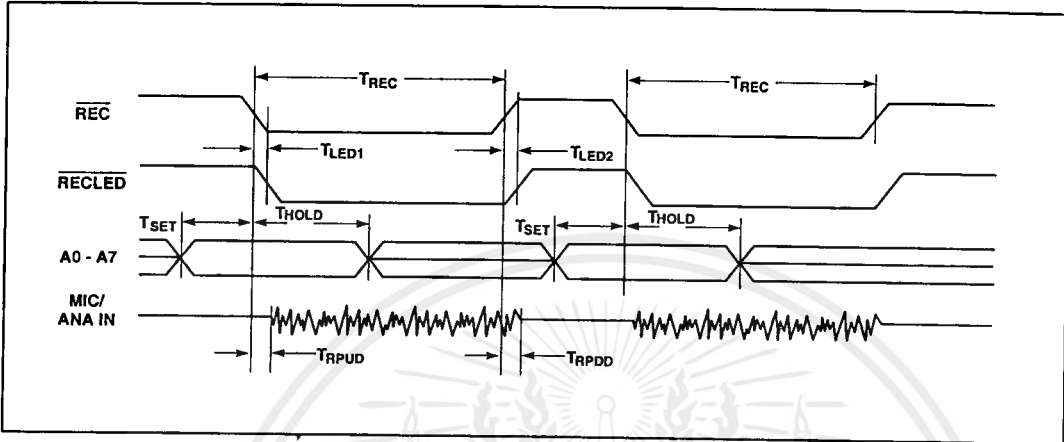 TREC TREC
REC
TLED1 TLED2
RECLED
TSET THOLD TSET THOLD
A0 - A7
MIC/
ANA IN
TRPUD TRPDD